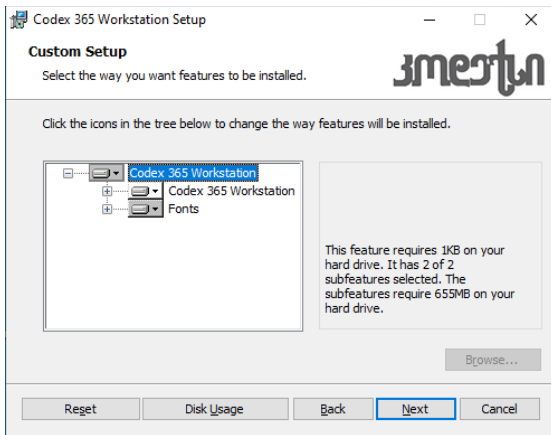 Codex 365 Workstation Setup
Custom Setup
Select the way you want features to be installed.
Click the icons in the tree below to change the way features will be installed.
Codex 365 Workstation
Codex 365 Workstation
Fonts
This feature requires 1KB on your
hard drive. It has 2 of 2
subfeatures selected. The
subfeatures require 655MB on your
hard drive.
Browse...
Reset
Disk Usage
Back
Next
Cancel